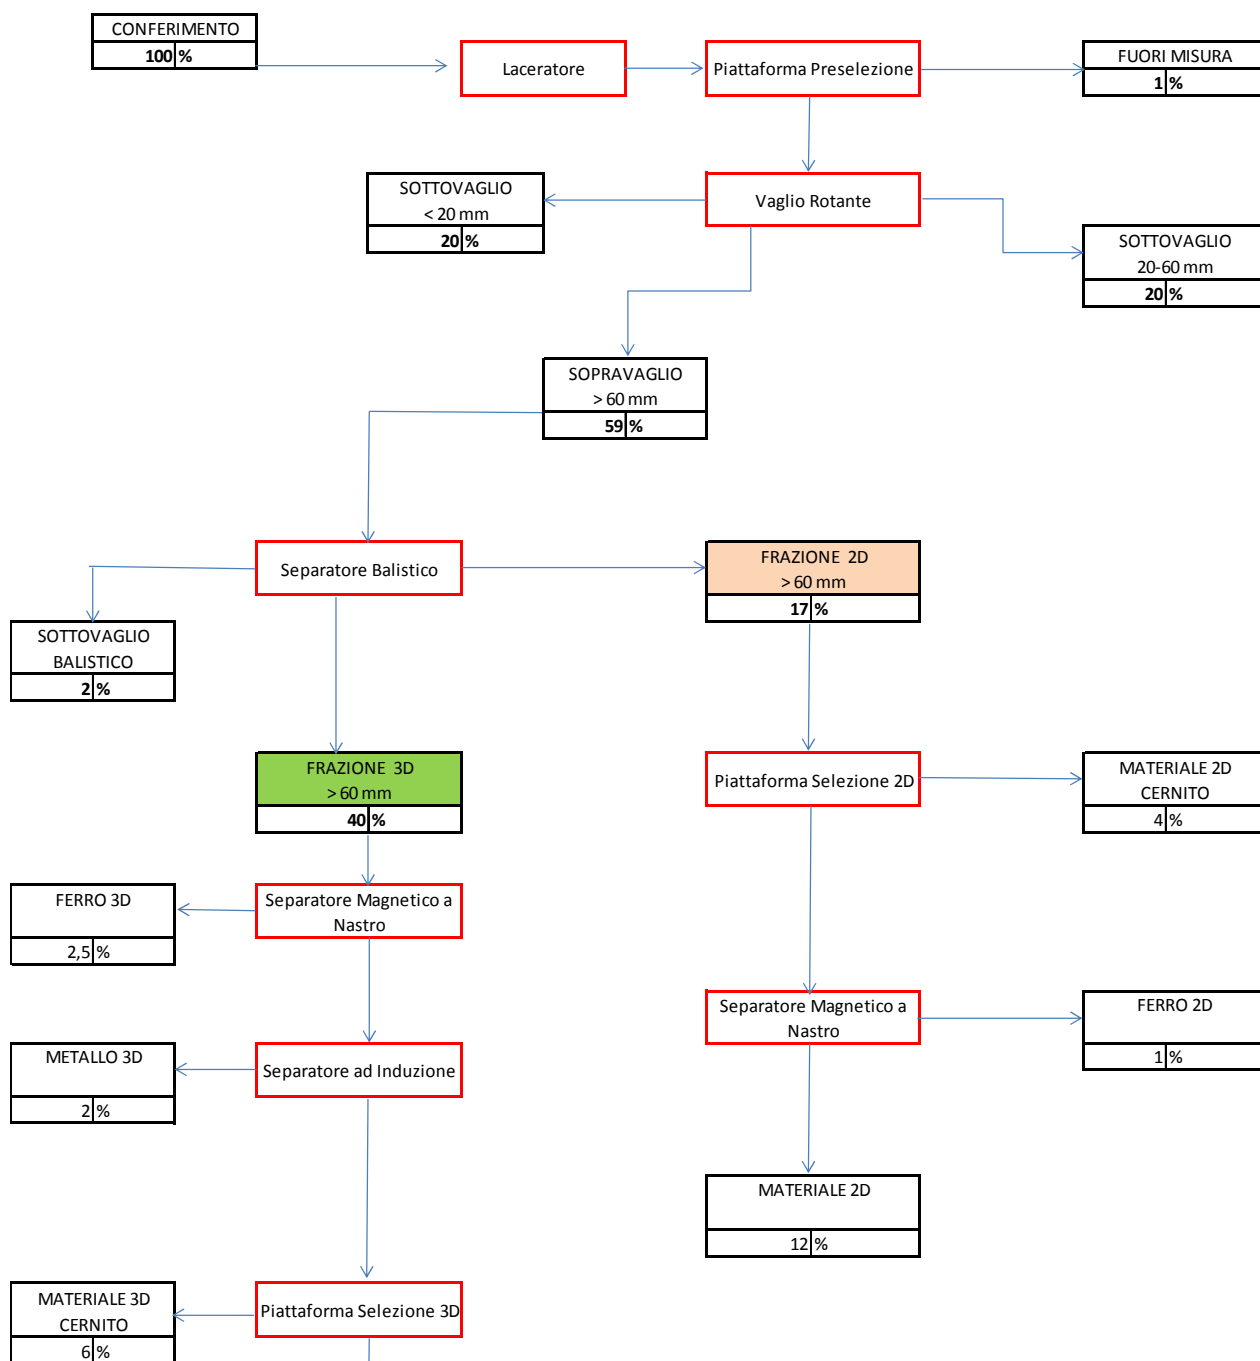 CONFERIMENTO
100 %
Laceratore
Piattaforma Preselezione
FUORI MISURA
1 %
SOTTOVAGLIO
< 20 mm
20 %
Vaglio Rotante
SOTTOVAGLIO
20-60 mm
20 %
SOPRAVAGLIO
> 60 mm
59 %
Separatore Balistico
FRAZIONE 2D
> 60 mm
17 %
SOTTOVAGLIO
BALISTICO
2 %
FRAZIONE 3D
> 60 mm
40 %
Piattaforma Selezione 2D
MATERIALE 2D
CERNITO
4 %
FERRO 3D
2,5 %
Separatore Magnetico a
Nastro
Separatore Magnetico a
Nastro
FERRO 2D
1 %
METALLO 3D
2 %
Separatore ad Induzione
MATERIALE 2D
12 %
MATERIALE 3D
CERNITO
6 %
Piattaforma Selezione 3D